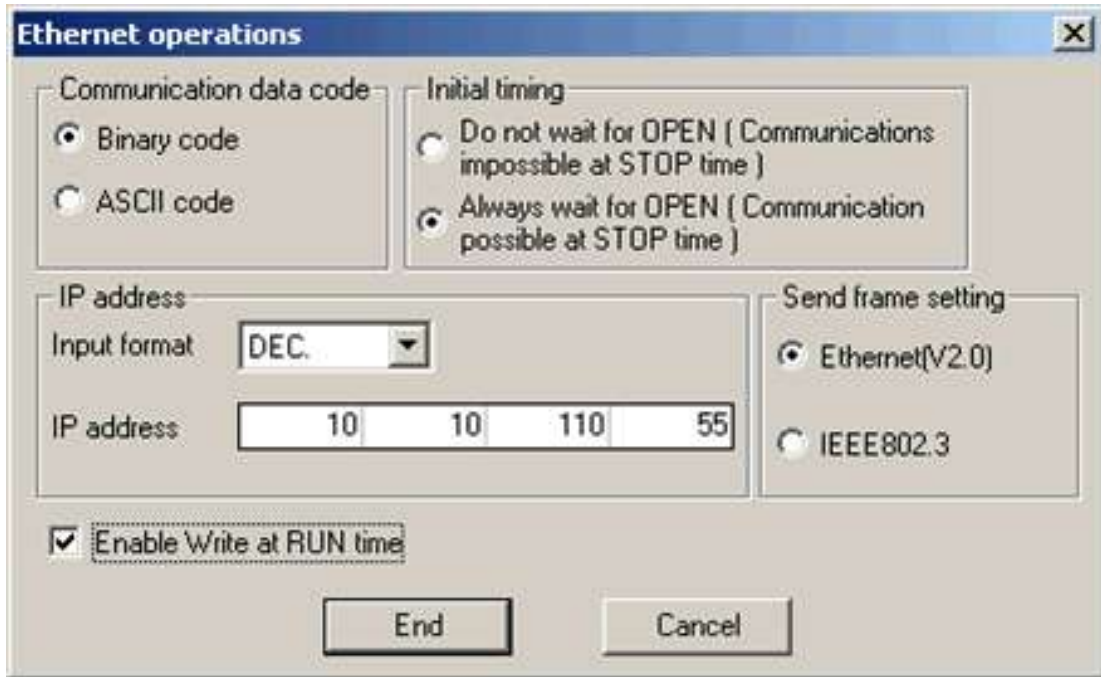 Ethernet operations
Communication data code
Binary code
ASCII code
Initial timing
Do not wait for OPEN ( Communications
impossible at STOP time )
Always wait for OPEN ( Communication
possible at STOP time )
IP address
Input format DEC.
IP address 10 10 110 55
Send frame setting
Ethernet(V2.0)
IEEE802.3
Enable Write at RUN time
End Cancel